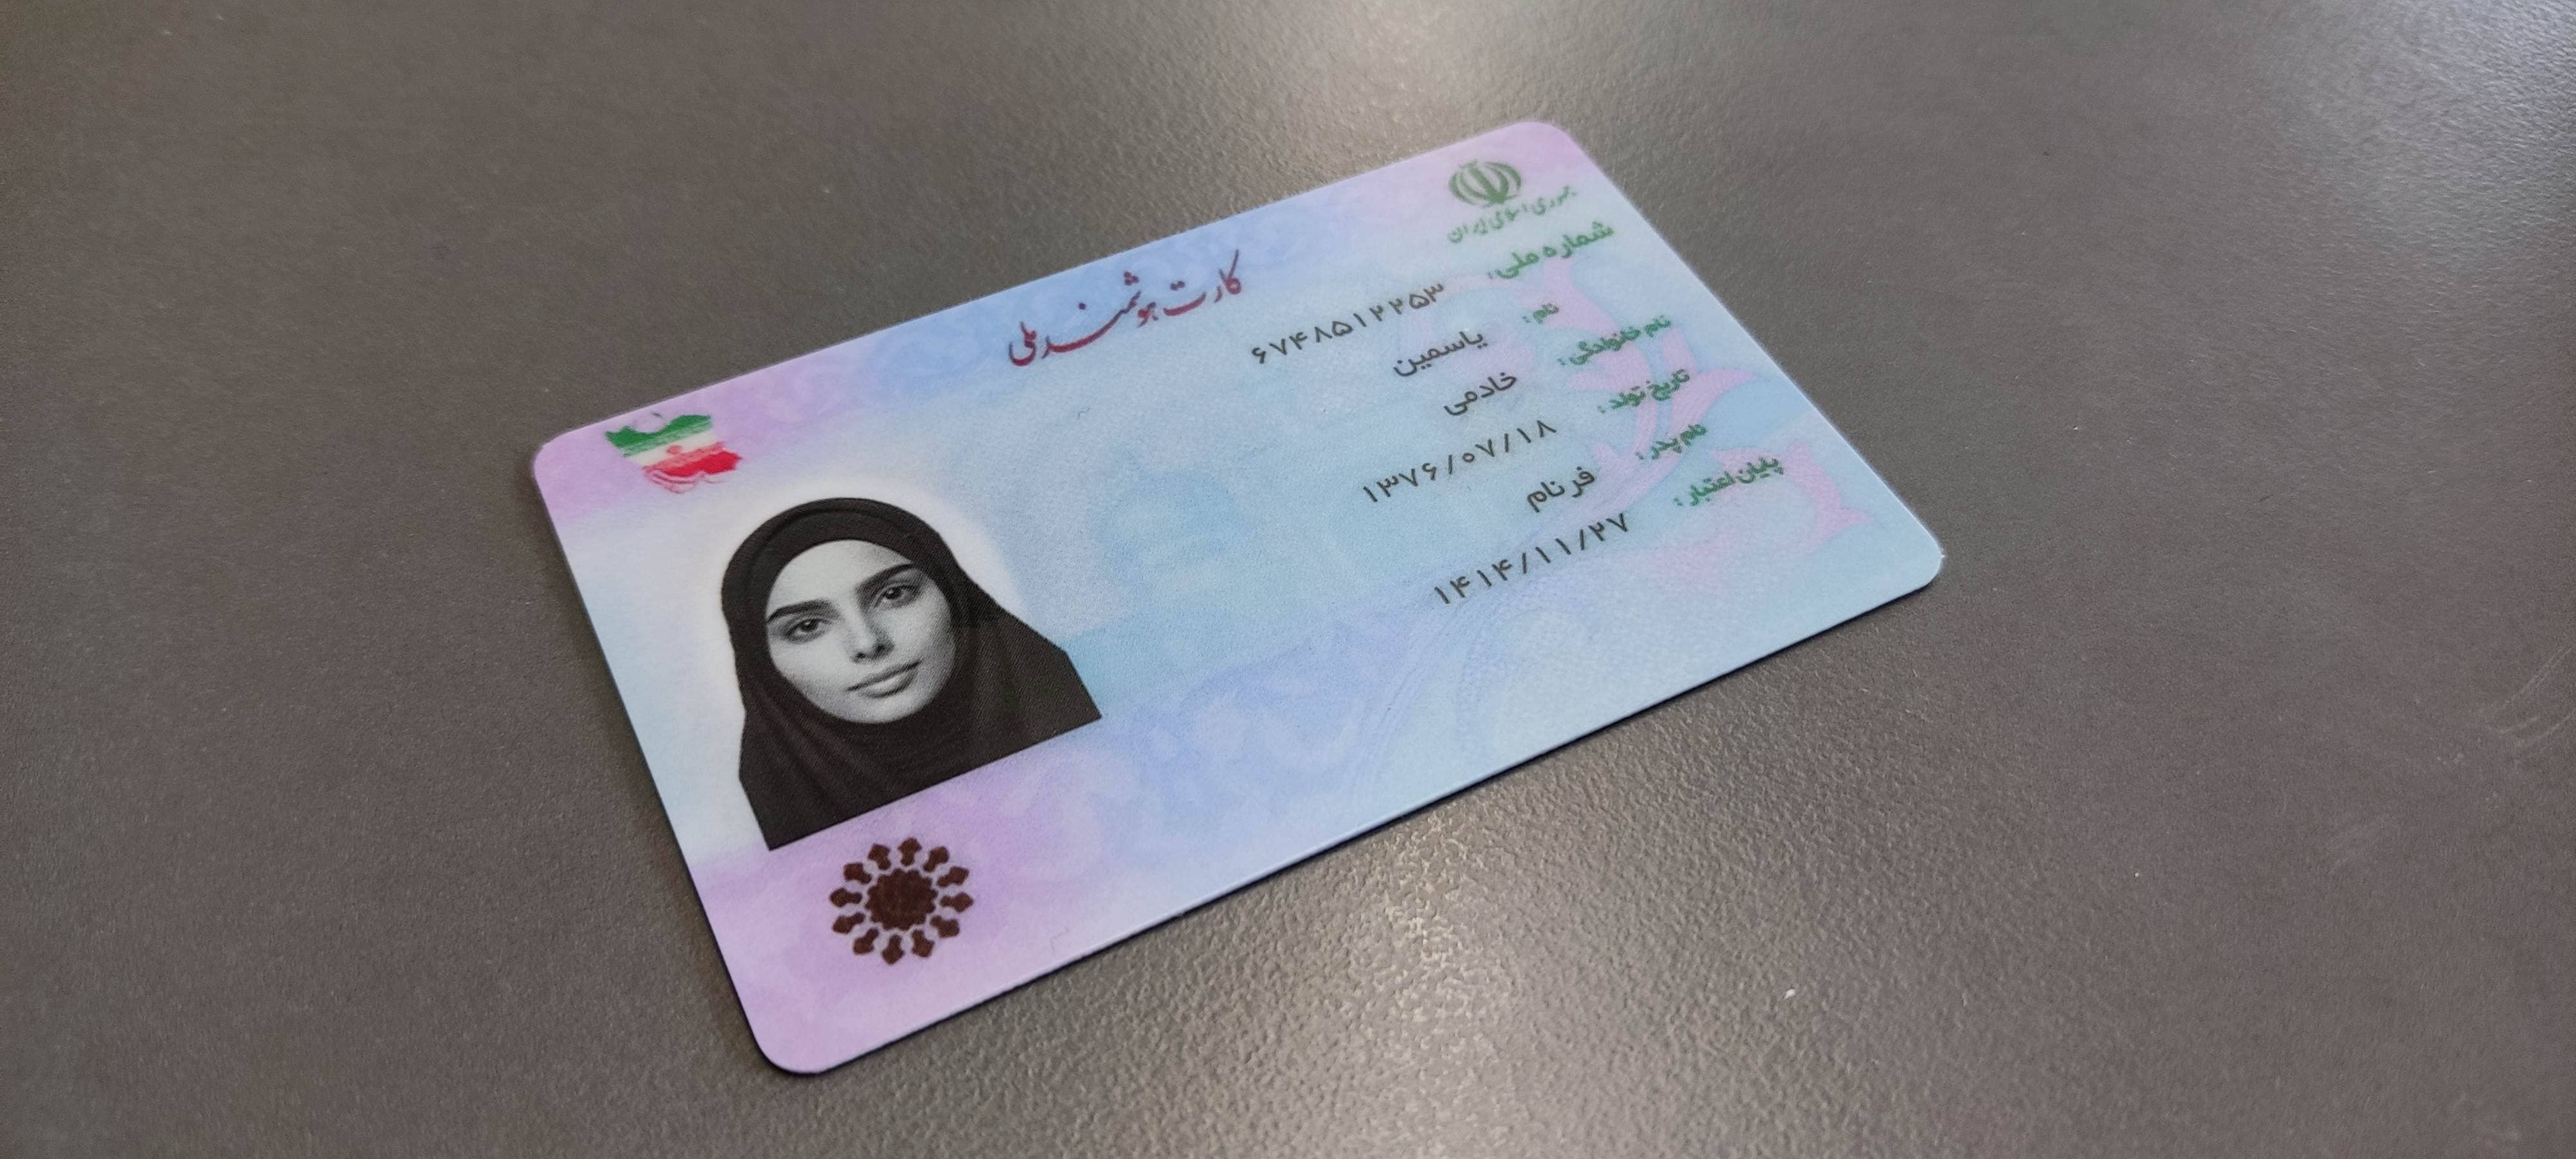 جمهوری اسلامی ایران
کارت هوشمند ملی
شماره ملی: ۶۷۴۸۵۱۲۲۵۳
نام: یاسمین
نام خانوادگی: خادمی
تاریخ تولد: ۱۳۷۶/۰۷/۱۸
نام پدر: فرنام
پایان اعتبار: ۱۴۱۴/۱۱/۲۷